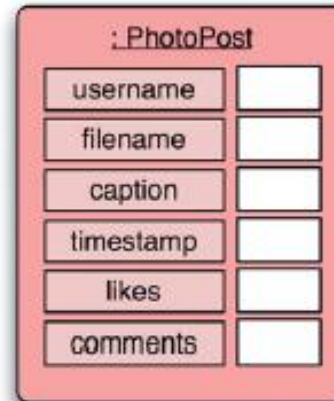 : PhotoPost
username
filename
caption
timestamp
likes
comments